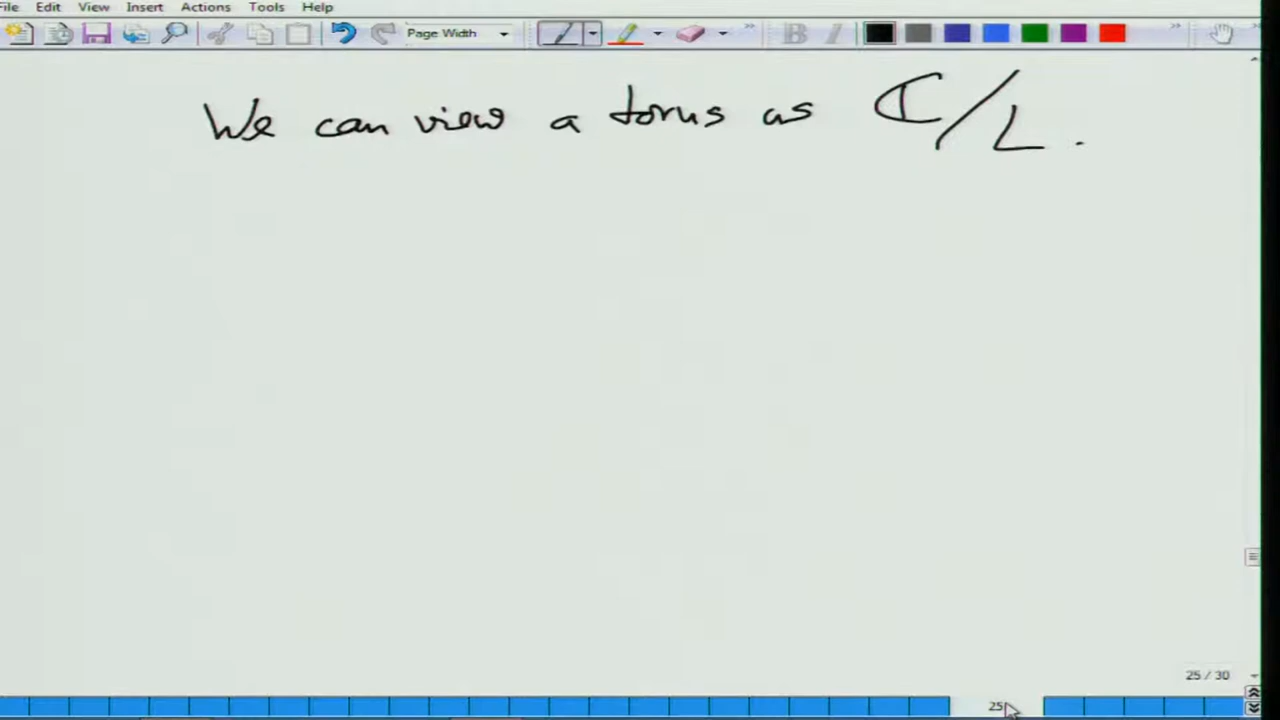 File Edit View Insert Actions Tools Help
Page Width B I
We can view a torus as ℂ/L.
25 / 30
25